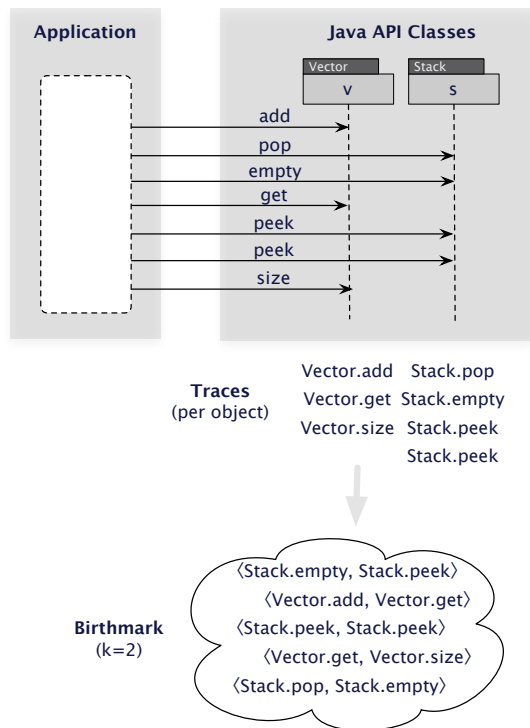 Application
Java API Classes
Vector
Stack
v
s
add
pop
empty
get
peek
peek
size
Traces
(per object)
Vector.add Stack.pop
Vector.get Stack.empty
Vector.size Stack.peek
Stack.peek
Birthmark
(k=2)
⟨Stack.empty, Stack.peek⟩
⟨Vector.add, Vector.get⟩
⟨Stack.peek, Stack.peek⟩
⟨Vector.get, Vector.size⟩
⟨Stack.pop, Stack.empty⟩